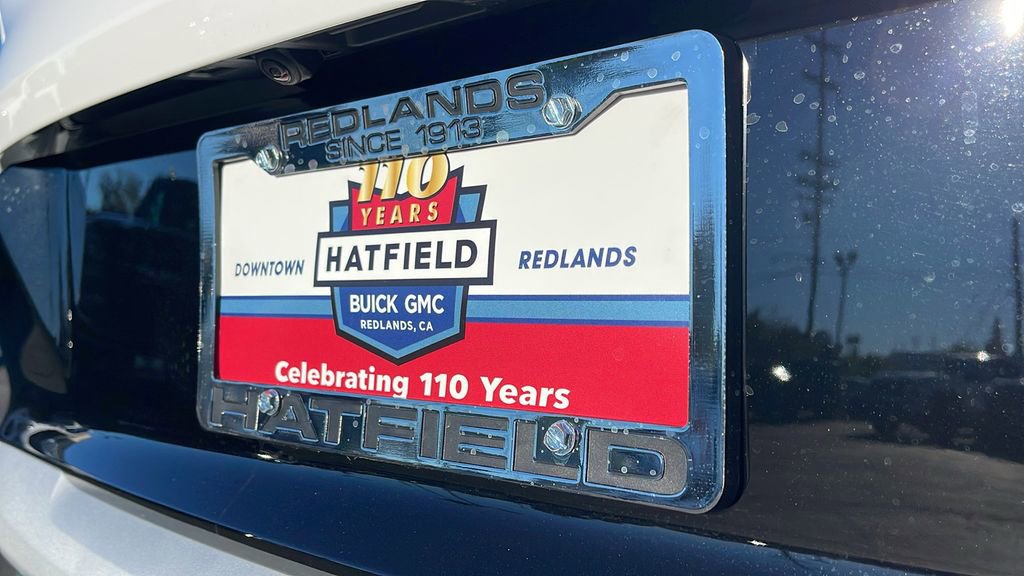 REDLANDS
SINCE 1913
110
YEARS
DOWNTOWN HATFIELD REDLANDS
BUICK GMC
REDLANDS, CA
Celebrating 110 Years
HATFIELD